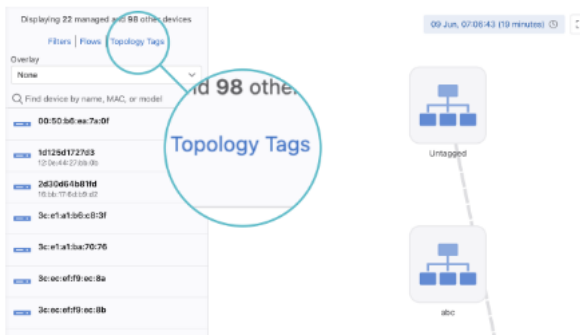 Displaying 22 managed and 98 other devices
Filters | Flows | Topology Tags
Overlay
None
Find device by name, MAC, or model
00:50:b6:ea:7a:0f
1d125d1727d3
2d30d64b81fd
3c:e1:a1:b6:c8:3f
3c:e1:a1:ba:70:76
3c:ec:ef:f9:ec:8a
3c:ec:ef:f9:ec:8b
nd 98 othe
Topology Tags
09 Jun, 07:06:43 (19 minutes)
Untagged
abc